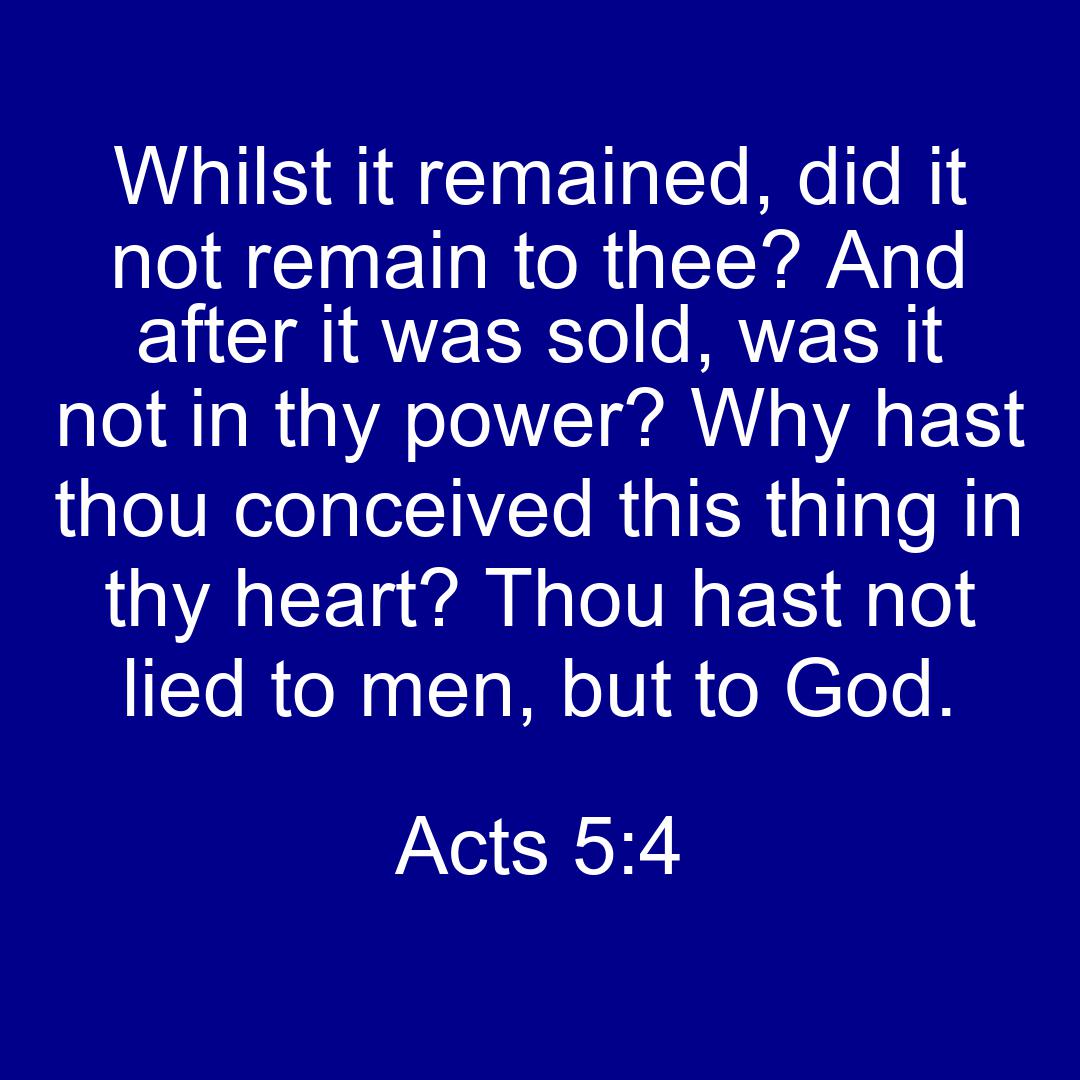 Whilst it remained, did it
not remain to thee? And
after it was sold, was it
not in thy power? Why hast
thou conceived this thing in
thy heart? Thou hast not
lied to men, but to God.
Acts 5:4